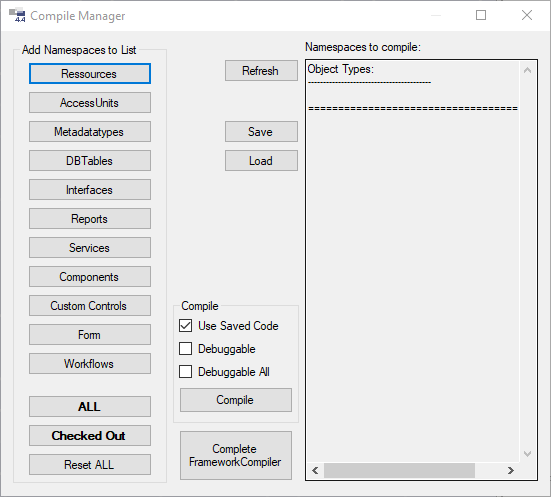 4.4 Compile Manager
Add Namespaces to List
Ressources
AccessUnits
Metadatatypes
DBTables
Interfaces
Reports
Services
Components
Custom Controls
Form
Workflows
ALL
Checked Out
Reset ALL
Refresh
Save
Load
Compile
Use Saved Code
Debuggable
Debuggable All
Compile
Complete
FrameworkCompiler
Namespaces to compile:
Object Types:
-----------------------------------------
=====================================